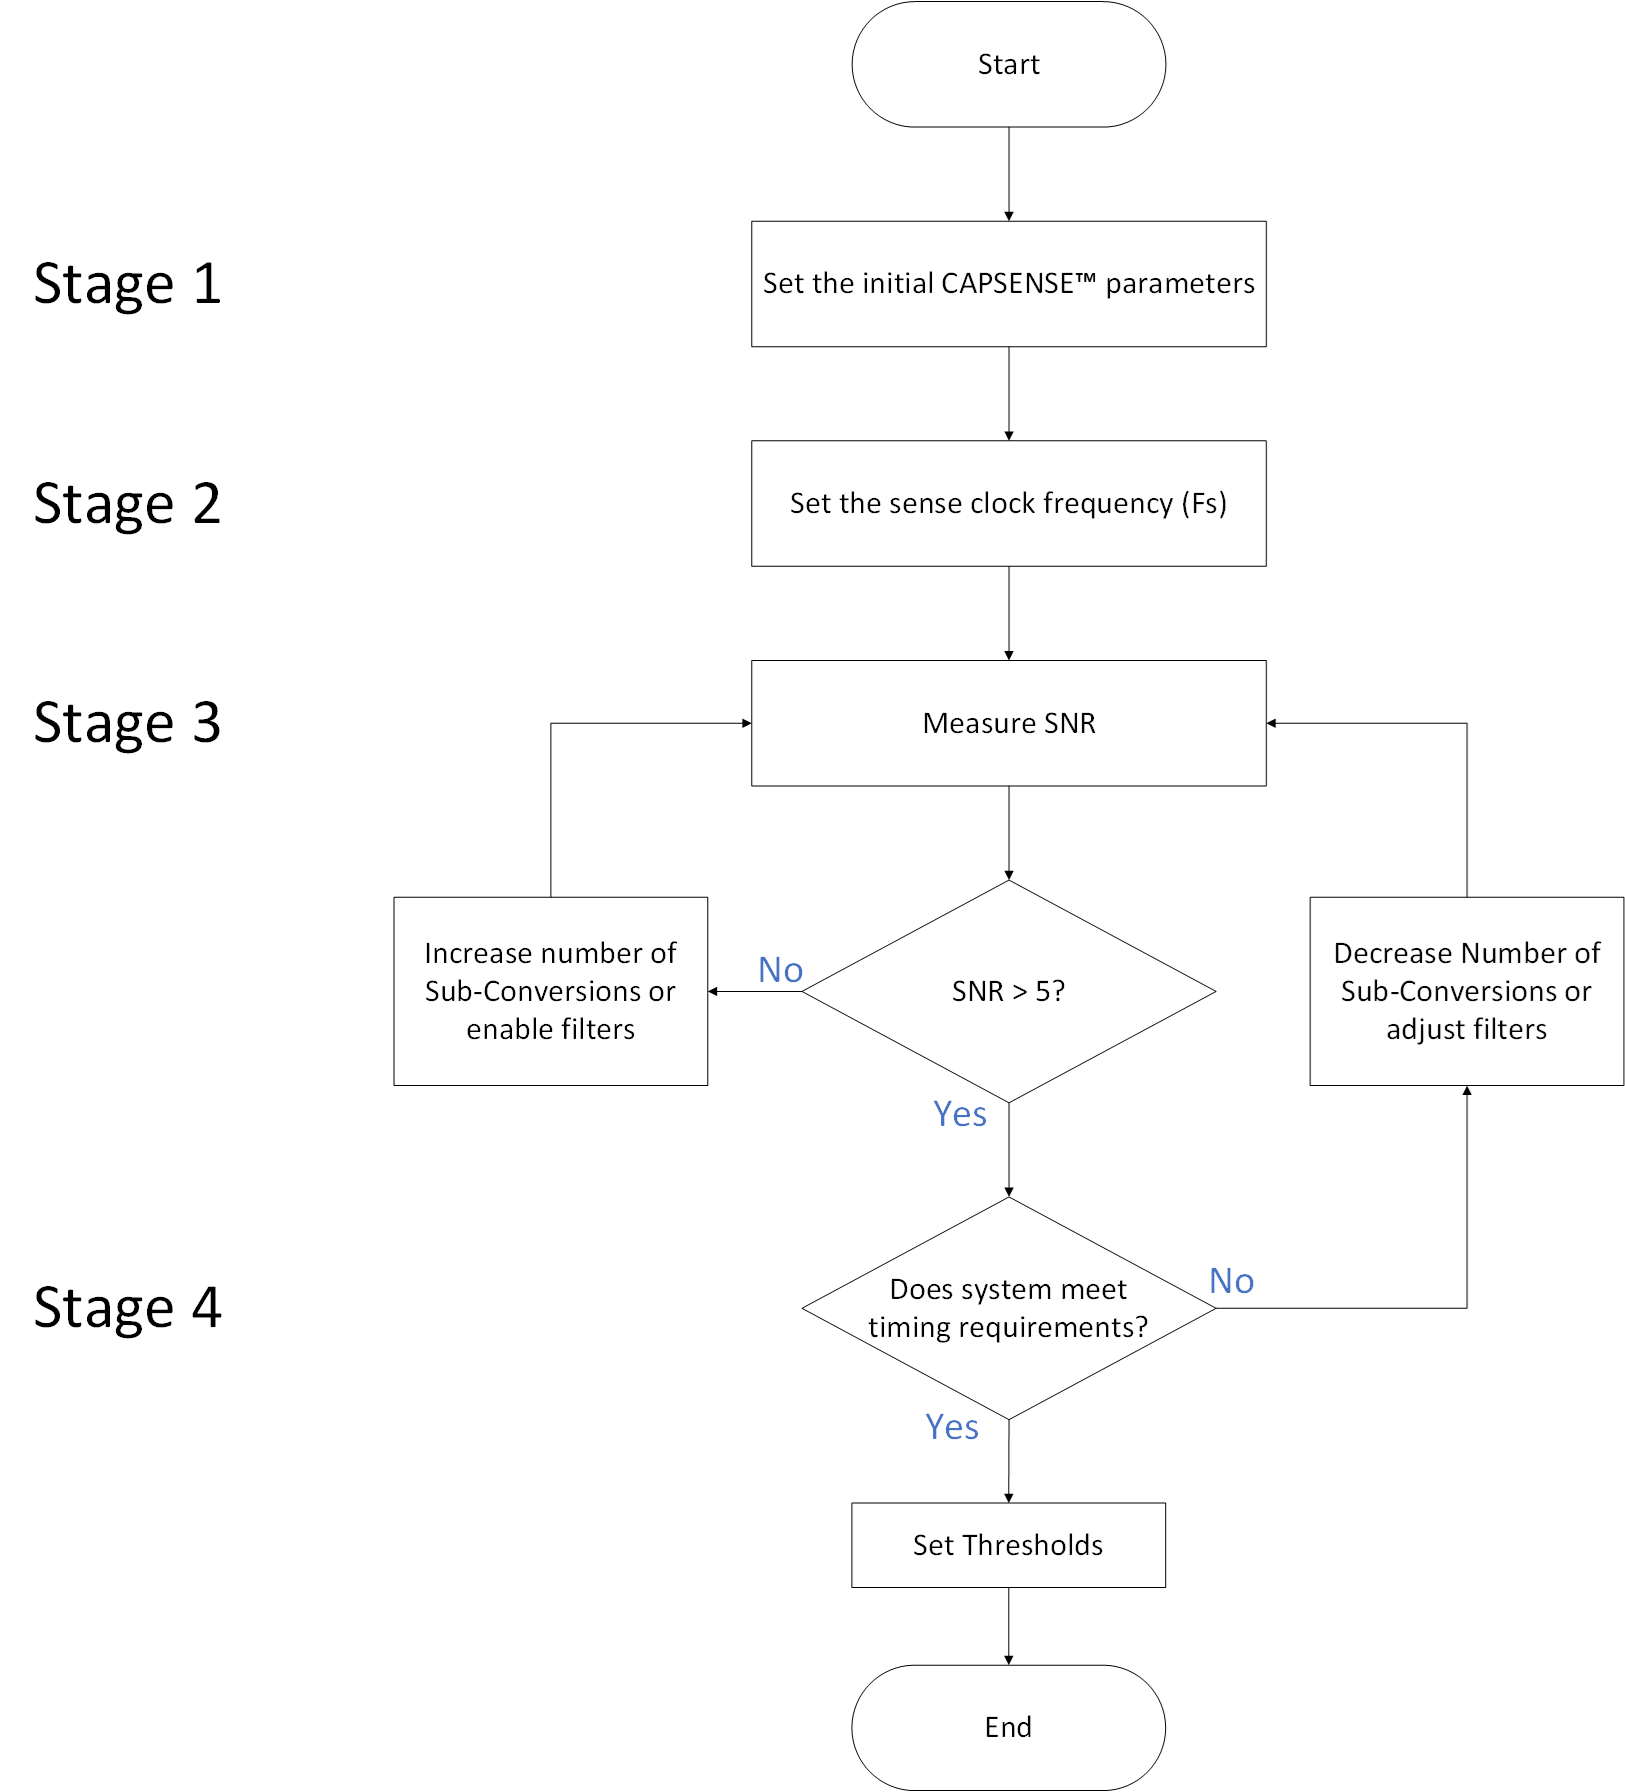 Start
Stage 1
Set the initial CAPSENSE™ parameters
Stage 2
Set the sense clock frequency (Fs)
Stage 3
Measure SNR
Increase number of
Sub-Conversions or
enable filters
No
SNR > 5?
Decrease Number of
Sub-Conversions or
adjust filters
Yes
Stage 4
Does system meet
timing requirements?
No
Yes
Set Thresholds
End